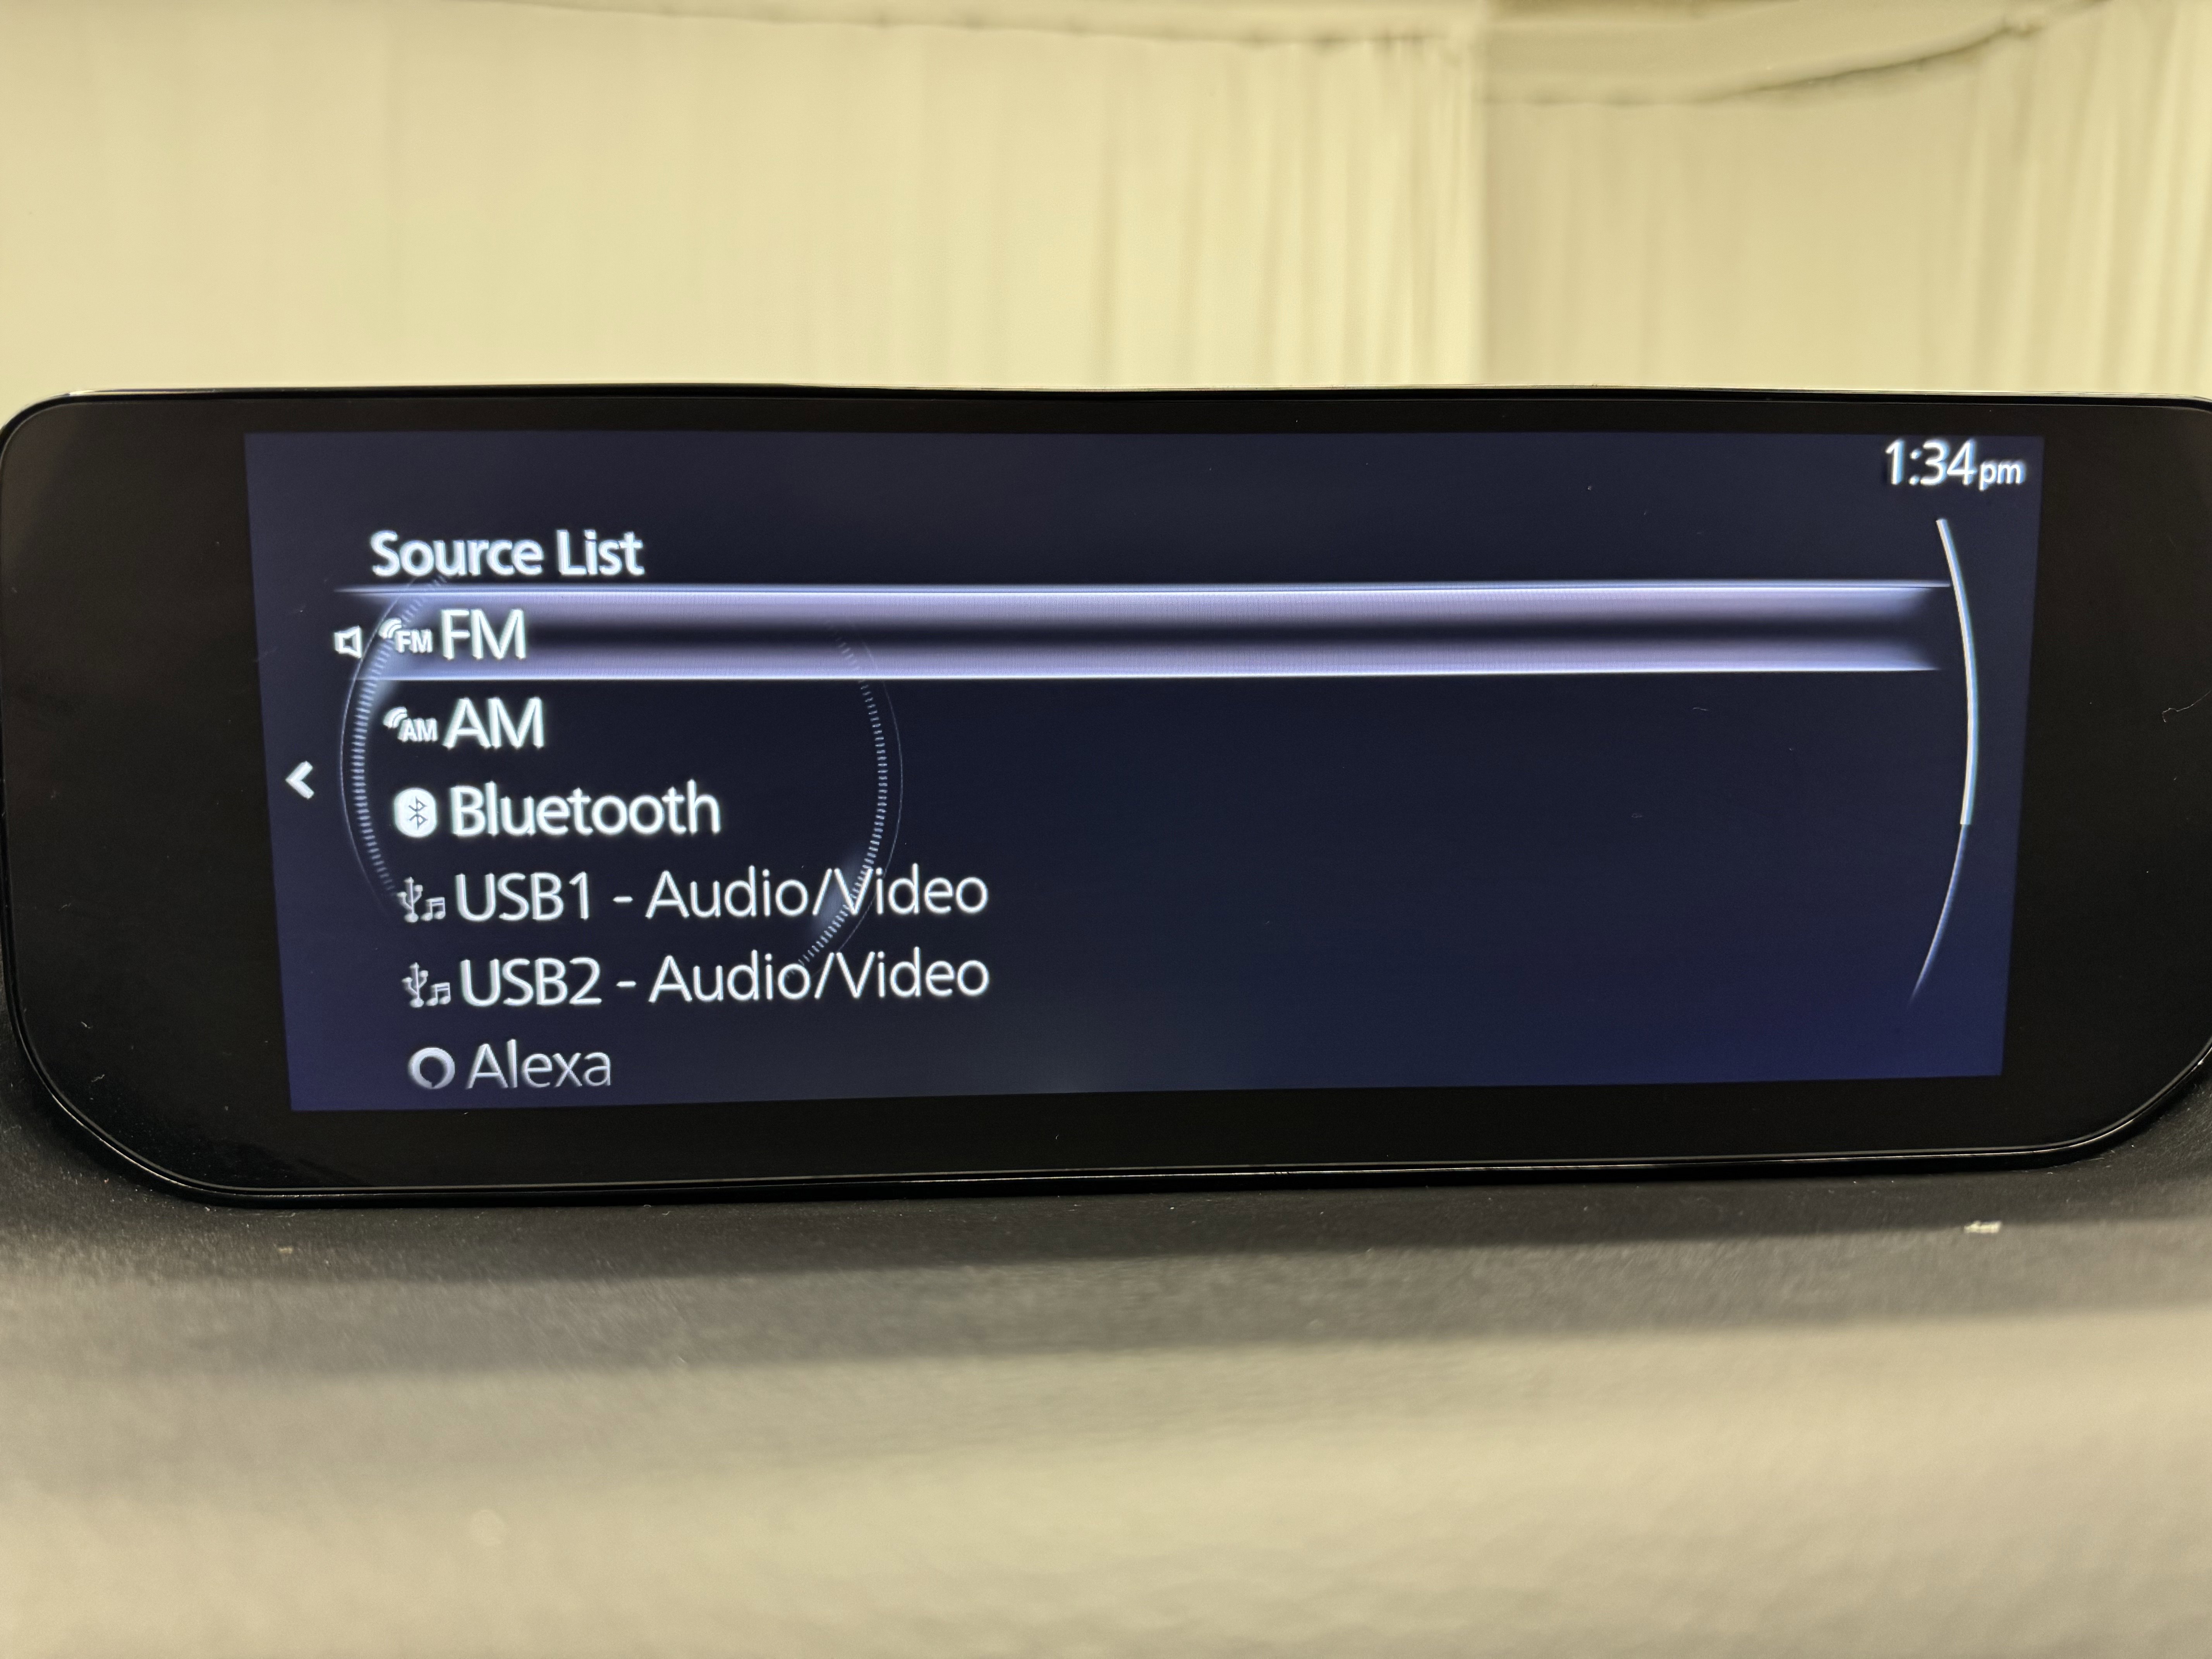 1:34pm
Source List
FM FM
AM AM
Bluetooth
USB1 - Audio/Video
USB2 - Audio/Video
Alexa